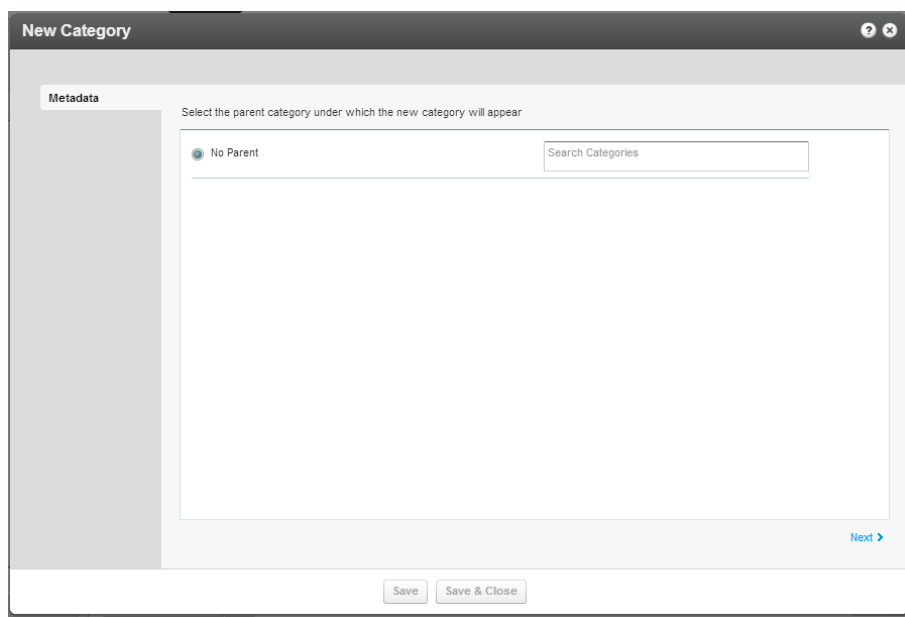 New Category
Metadata
Select the parent category under which the new category will appear
No Parent
Search Categories
Next
Save
Save & Close